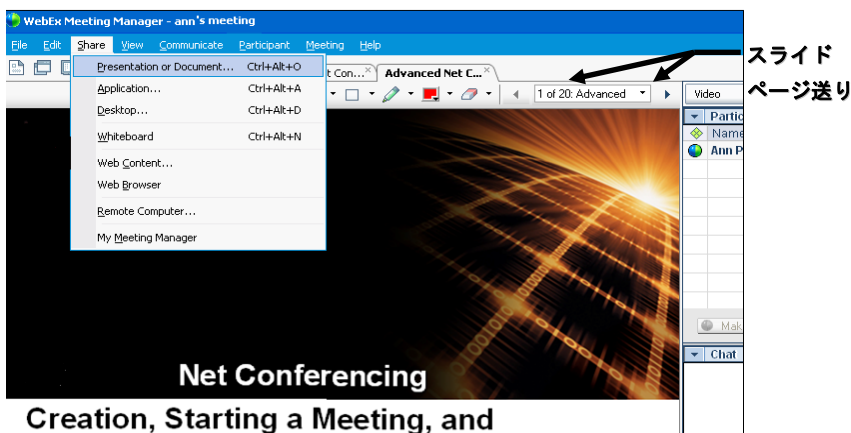 WebEx Meeting Manager - ann's meeting
File Edit Share View Communicate Participant Meeting Help
Presentation or Document... Ctrl+Alt+O
Application... Ctrl+Alt+A
Desktop... Ctrl+Alt+D
Whiteboard Ctrl+Alt+N
Web Content...
Web Browser
Remote Computer...
My Meeting Manager
t Con... Advanced Net C...
1 of 20: Advanced
スライド
ページ送り
Video
Partic
Name
Ann P
Mak
Chat
Net Conferencing
Creation, Starting a Meeting, and